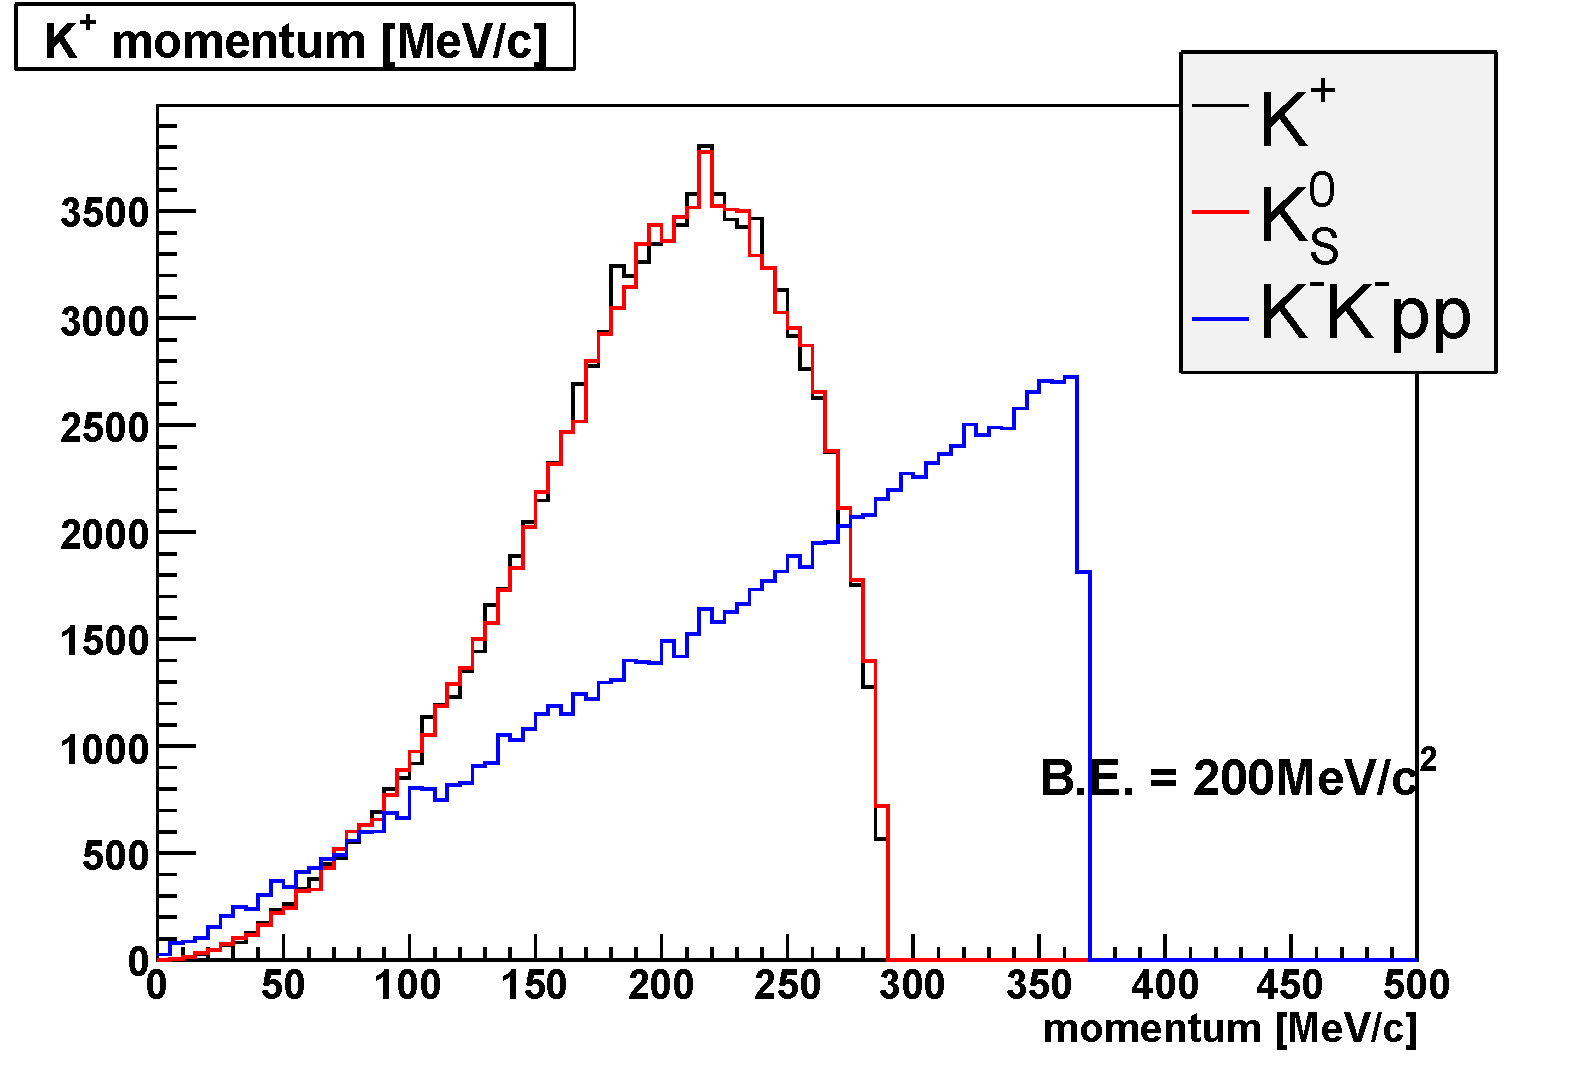 K⁺ momentum [MeV/c]
K⁺
K⁰S
K⁻K⁻pp
3500
3000
2500
2000
1500
1000
500
0
B.E. = 200MeV/c²
0 50 100 150 200 250 300 350 400 450 500
momentum [MeV/c]